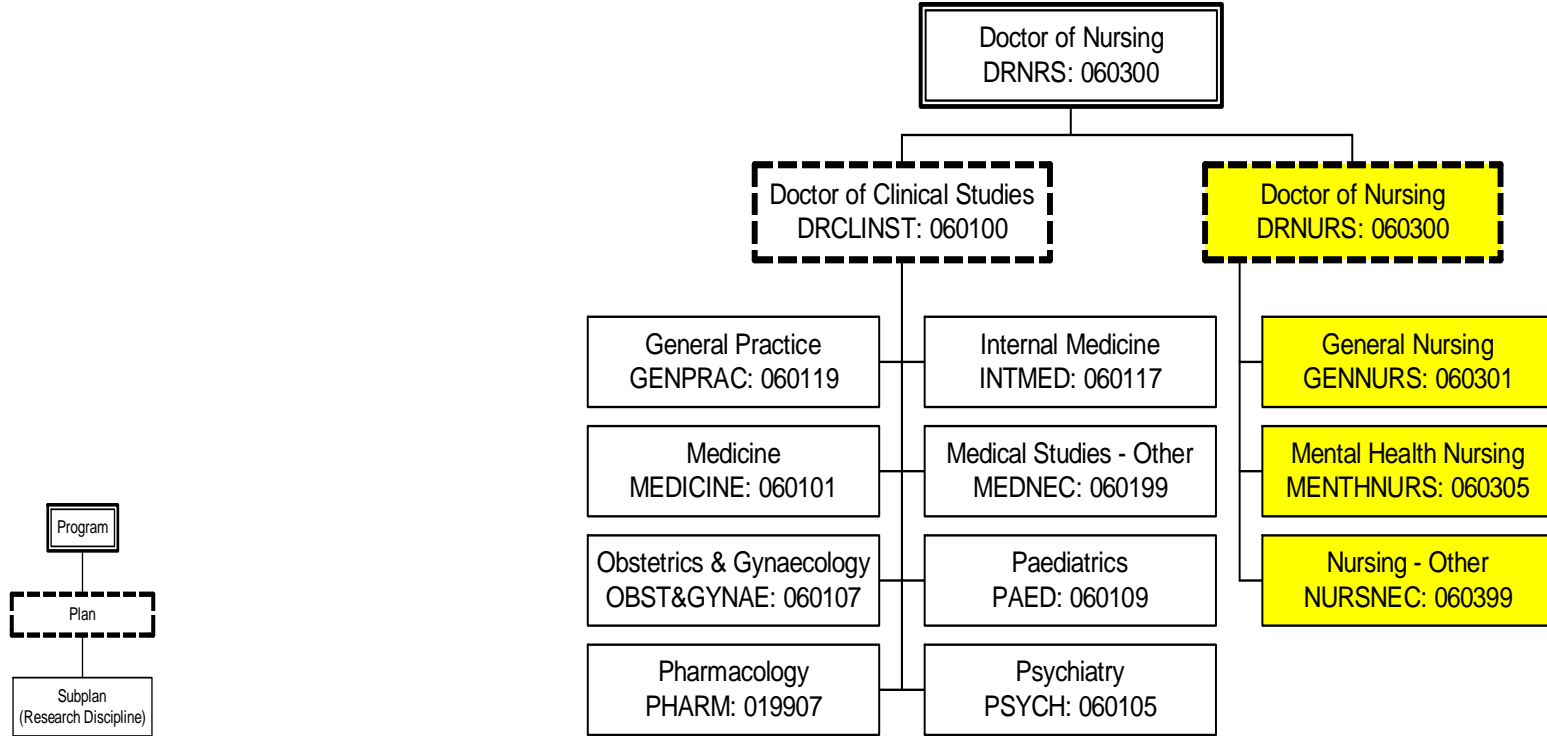 Doctor of Nursing
DRNRS: 060300
Doctor of Clinical Studies
DRCLINST: 060100
Doctor of Nursing
DRNURS: 060300
General Practice
GENPRAC: 060119
Internal Medicine
INTMED: 060117
General Nursing
GENNURS: 060301
Medicine
MEDICINE: 060101
Medical Studies - Other
MEDNEC: 060199
Mental Health Nursing
MENTHNURS: 060305
Obstetrics & Gynaecology
OBST&GYNAE: 060107
Paediatrics
PAED: 060109
Nursing - Other
NURSNEC: 060399
Pharmacology
PHARM: 019907
Psychiatry
PSYCH: 060105
Program
Plan
Subplan
(Research Discipline)